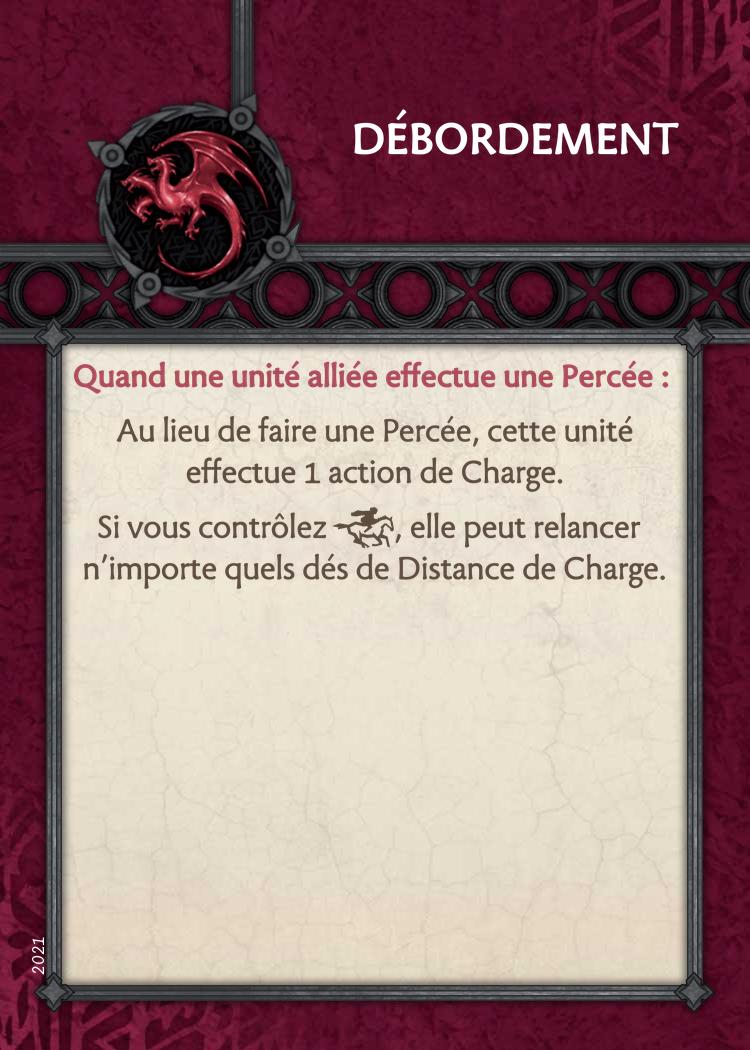 DÉBORDEMENT
Quand une unité alliée effectue une Percée :
Au lieu de faire une Percée, cette unité
effectue 1 action de Charge.
Si vous contrôlez , elle peut relancer
n’importe quels dés de Distance de Charge.
2021